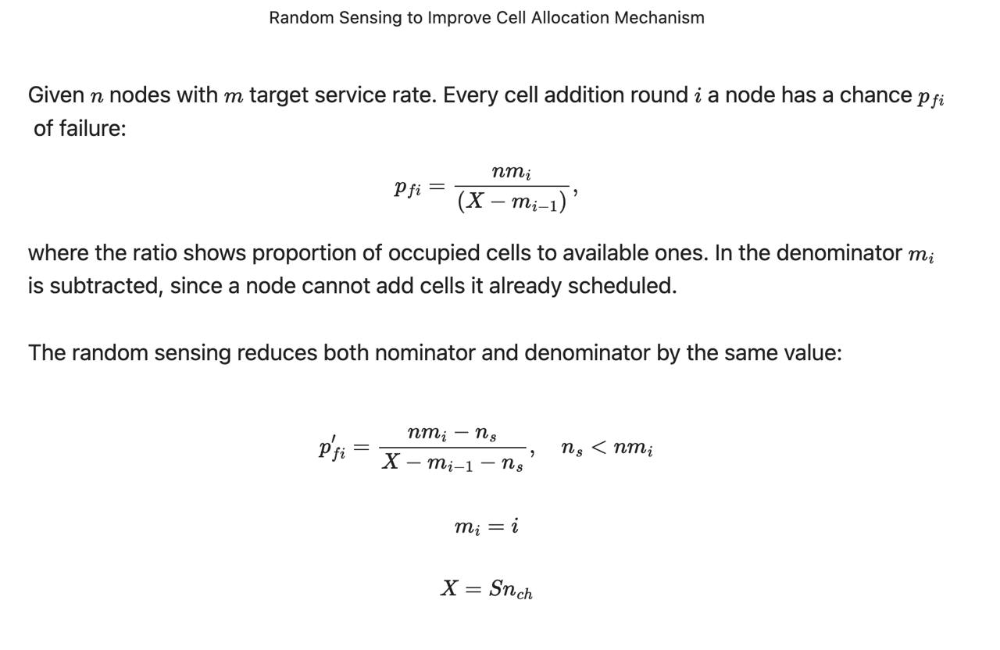 Random Sensing to Improve Cell Allocation Mechanism
Given n nodes with m target service rate. Every cell addition round i a node has a chance p_{fi}
of failure:
p_{fi} = \frac{nm_i}{(X - m_{i-1})},
where the ratio shows proportion of occupied cells to available ones. In the denominator m_i
is subtracted, since a node cannot add cells it already scheduled.
The random sensing reduces both nominator and denominator by the same value:
p'_{fi} = \frac{nm_i - n_s}{X - m_{i-1} - n_s}, n_s < nm_i
m_i = i
X = Sn_{ch}